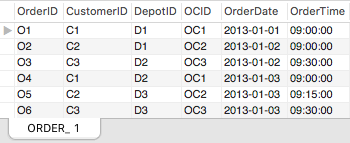 OrderID CustomerID DepotID OCID OrderDate OrderTime
O1 C1 D1 OC1 2013-01-01 09:00:00
O2 C2 D1 OC2 2013-01-02 09:00:00
O3 C3 D2 OC3 2013-01-02 09:30:00
O4 C1 D2 OC1 2013-01-03 09:00:00
O5 C2 D3 OC2 2013-01-03 09:15:00
O6 C3 D3 OC3 2013-01-03 09:30:00
ORDER_ 1